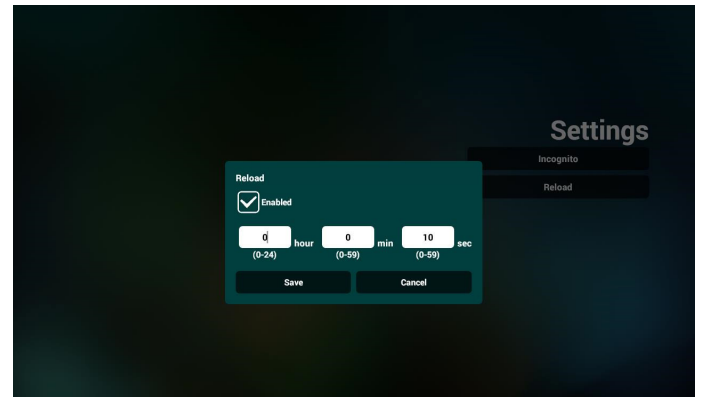 Settings
Incognito
Reload
Reload
Enabled
0 hour 0 min 10 sec
(0-24) (0-59) (0-59)
Save Cancel